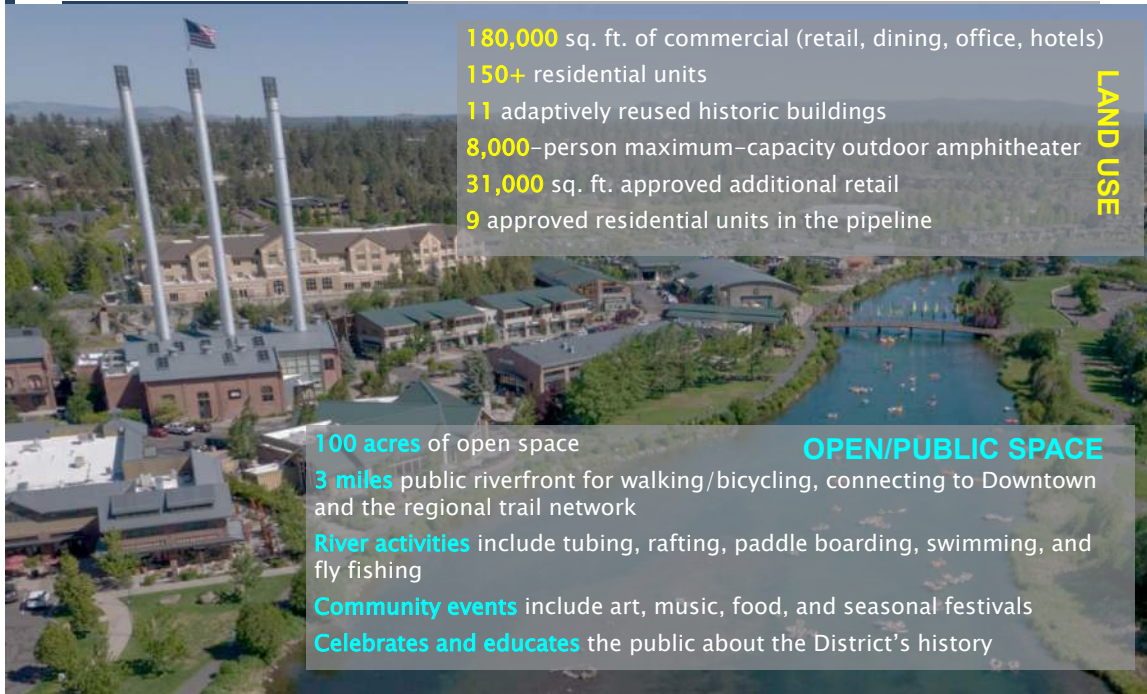 180,000 sq. ft. of commercial (retail, dining, office, hotels)
150+ residential units
11 adaptively reused historic buildings
8,000-person maximum-capacity outdoor amphitheater
31,000 sq. ft. approved additional retail
9 approved residential units in the pipeline
LAND USE
OPEN/PUBLIC SPACE
100 acres of open space
3 miles public riverfront for walking/bicycling, connecting to Downtown
and the regional trail network
River activities include tubing, rafting, paddle boarding, swimming, and
fly fishing
Community events include art, music, food, and seasonal festivals
Celebrates and educates the public about the District's history